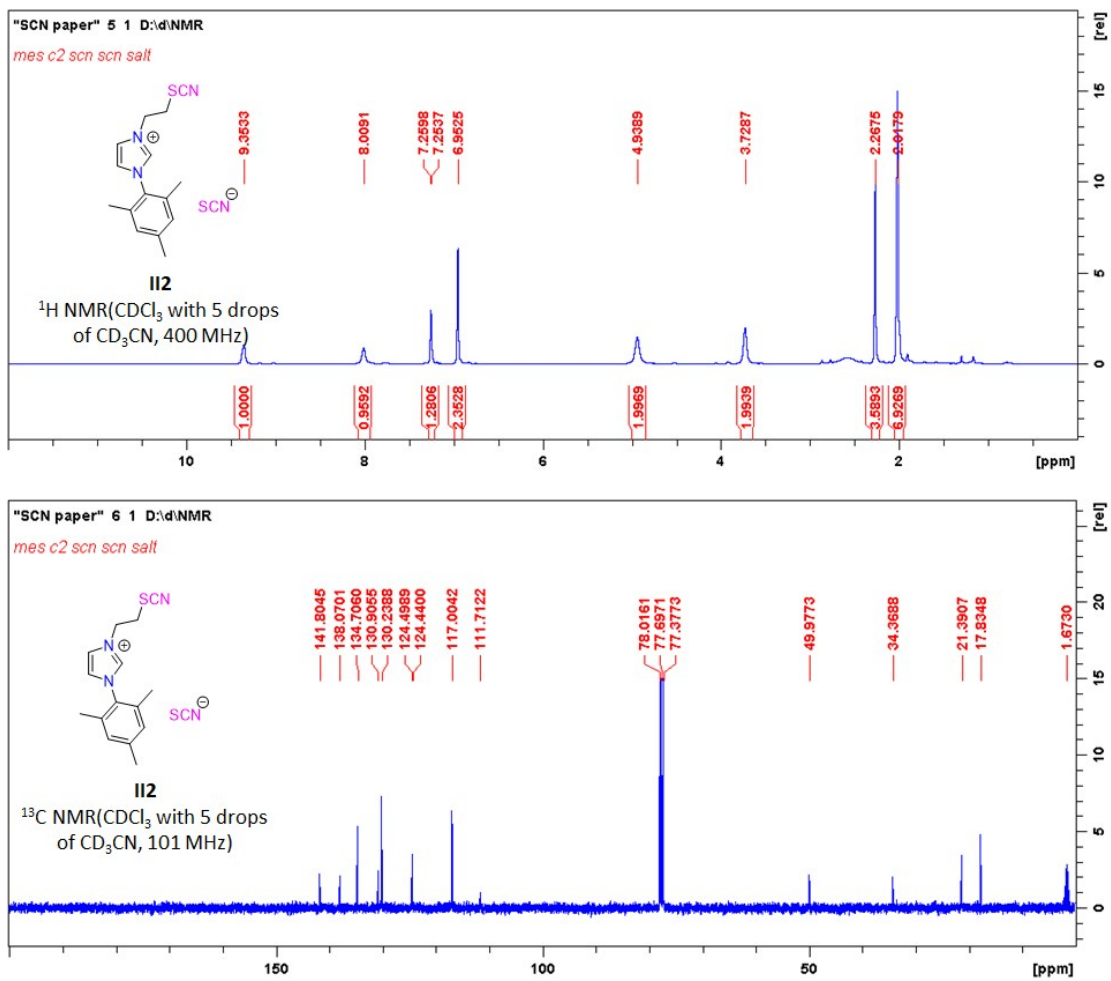 "SCN paper" 5 1 D:\d\NMR
mes c2 scn scn salt
[rel]
SCN
N
N
SCN
II2
¹H NMR(CDCl₃ with 5 drops
of CD₃CN, 400 MHz)
9.3533
8.0091
7.2598
7.2537
6.9525
4.9389
3.7287
2.2675
2.0179
15
10
5
0
1.0000
0.9592
1.2806
2.3528
1.9969
1.9939
3.5893
6.9269
10 8 6 4 2 [ppm]
"SCN paper" 6 1 D:\d\NMR
mes c2 scn scn salt
[rel]
SCN
N
N
SCN
II2
¹³C NMR(CDCl₃ with 5 drops
of CD₃CN, 101 MHz)
141.8045
138.0701
134.7060
130.9055
130.2388
124.4989
124.4400
117.0042
111.7122
78.0161
77.6971
77.3773
49.9773
34.3688
21.3907
17.8348
1.6730
20
15
10
5
0
150 100 50 [ppm]